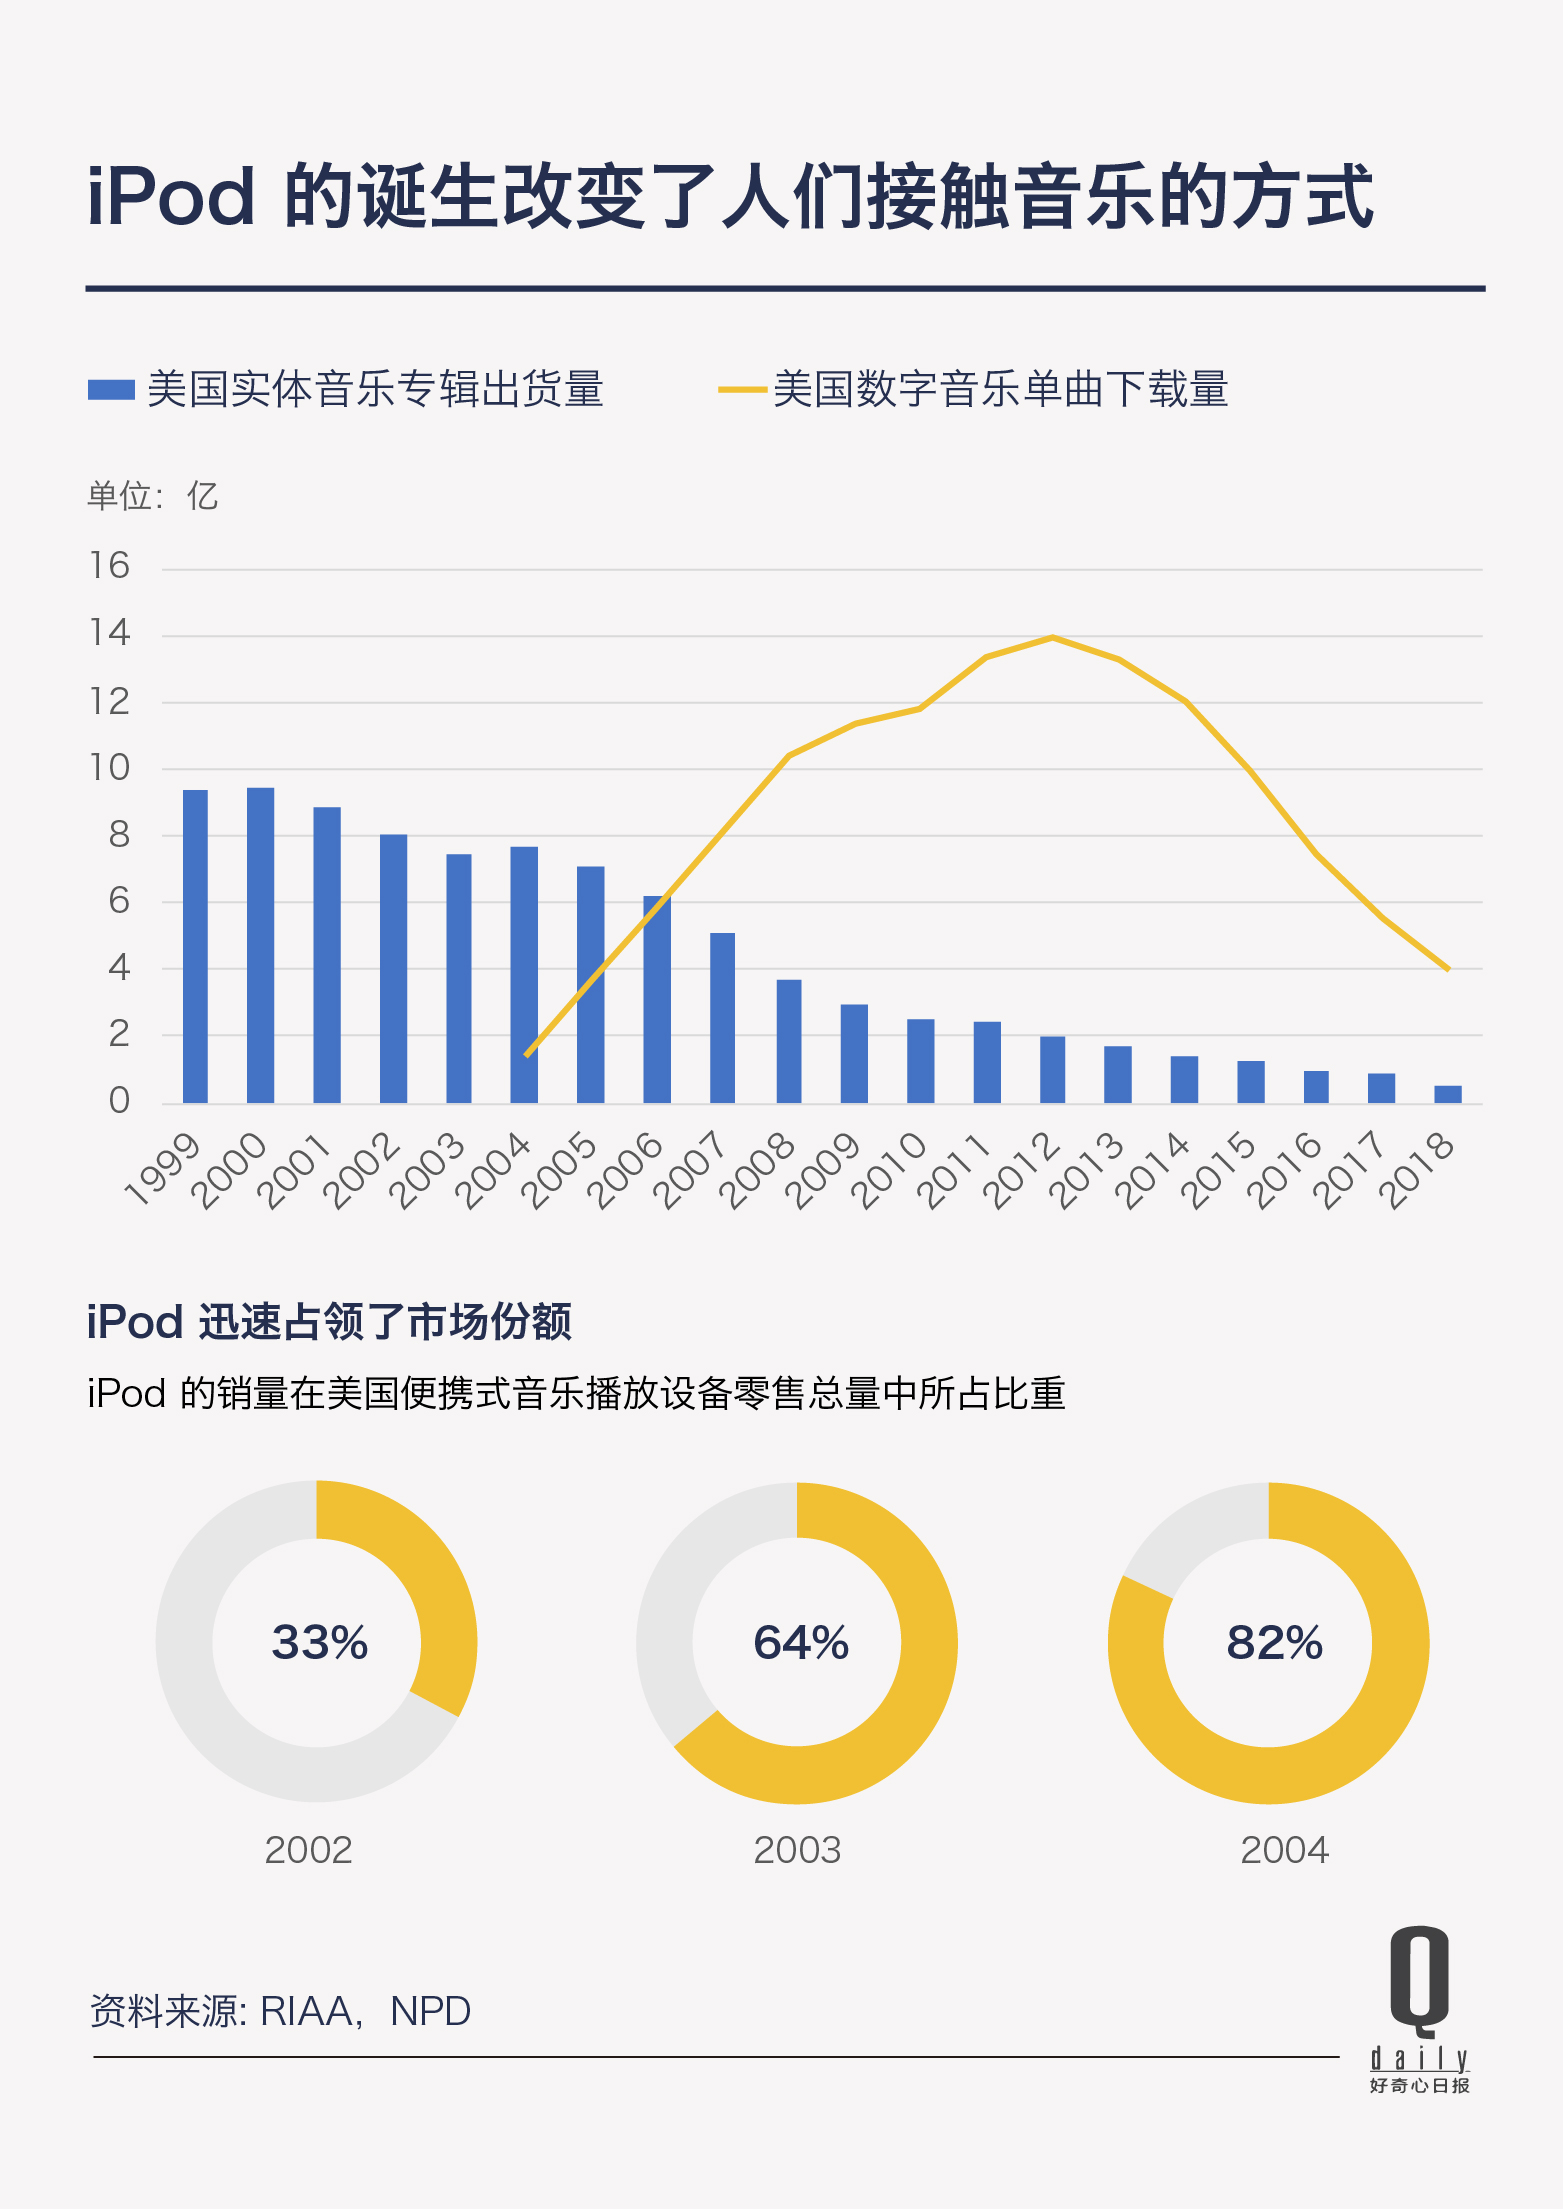 iPod 的诞生改变了人们接触音乐的方式
美国实体音乐专辑出货量
美国数字音乐单曲下载量
单位：亿
16
14
12
10
8
6
4
2
0
1999 2000 2001 2002 2003 2004 2005 2006 2007 2008 2009 2010 2011 2012 2013 2014 2015 2016 2017 2018
iPod 迅速占领了市场份额
iPod 的销量在美国便携式音乐播放设备零售总量中所占比重
33% 64% 82%
2002 2003 2004
资料来源: RIAA，NPD
Q
daily
好奇心日报